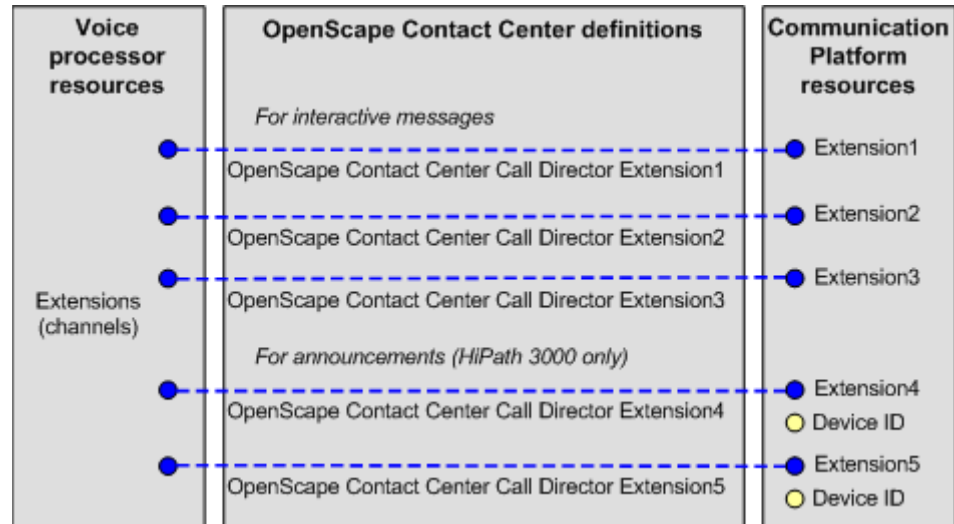 Voice
processor
resources
OpenScape Contact Center definitions
Communication
Platform
resources
For interactive messages
Extension1
OpenScape Contact Center Call Director Extension1
Extension2
OpenScape Contact Center Call Director Extension2
Extension3
OpenScape Contact Center Call Director Extension3
Extensions
(channels)
For announcements (HiPath 3000 only)
Extension4
OpenScape Contact Center Call Director Extension4
Device ID
Extension5
OpenScape Contact Center Call Director Extension5
Device ID